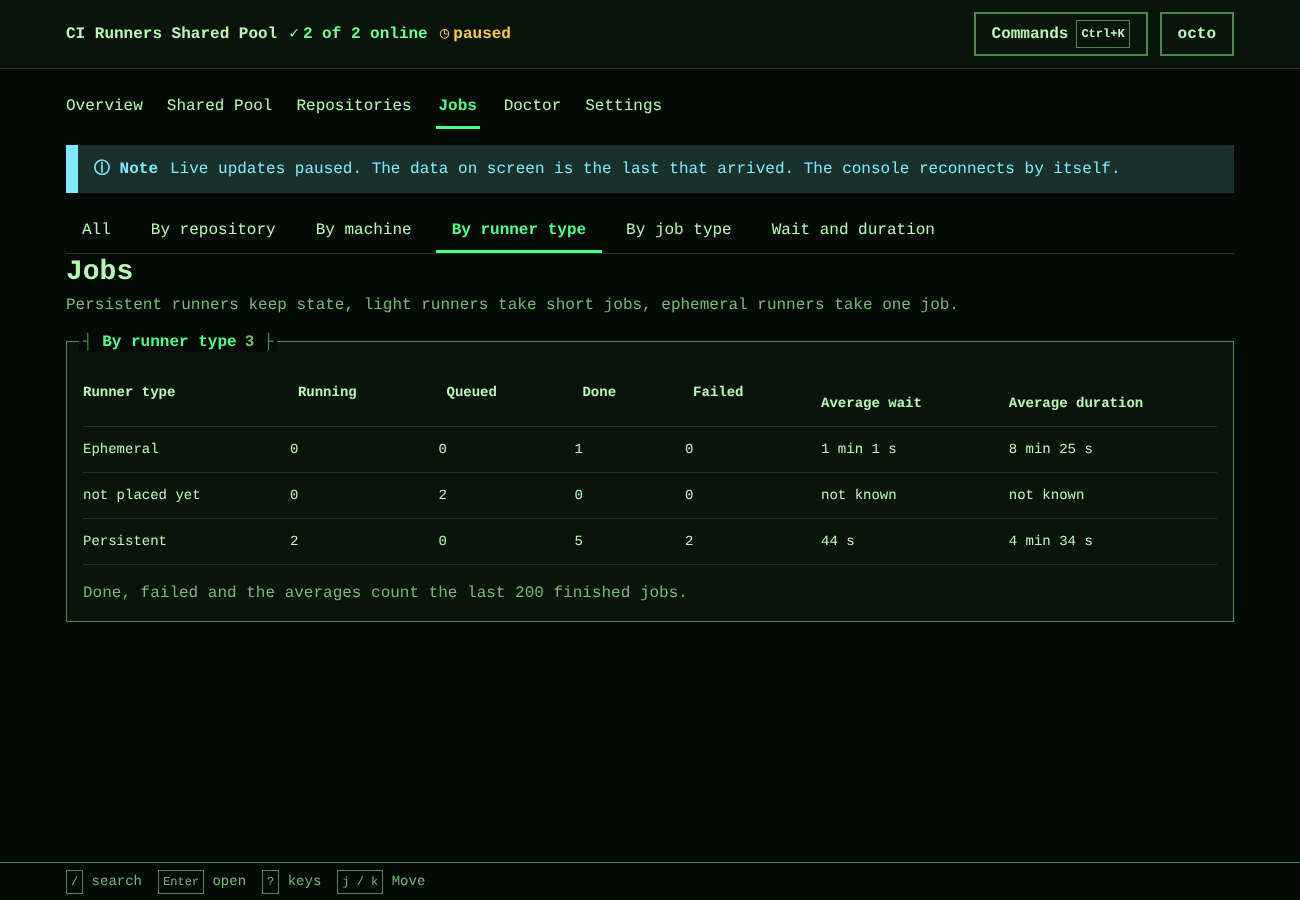 CI Runners Shared Pool ✓ 2 of 2 online ◷ paused
Commands Ctrl+K octo
Overview Shared Pool Repositories Jobs Doctor Settings
ⓘ Note Live updates paused. The data on screen is the last that arrived. The console reconnects by itself.
All By repository By machine By runner type By job type Wait and duration
Jobs
Persistent runners keep state, light runners take short jobs, ephemeral runners take one job.
By runner type 3
Runner type Running Queued Done Failed Average wait Average duration
Ephemeral 0 0 1 0 1 min 1 s 8 min 25 s
not placed yet 0 2 0 0 not known not known
Persistent 2 0 5 2 44 s 4 min 34 s
Done, failed and the averages count the last 200 finished jobs.
/ search Enter open ? keys j / k Move